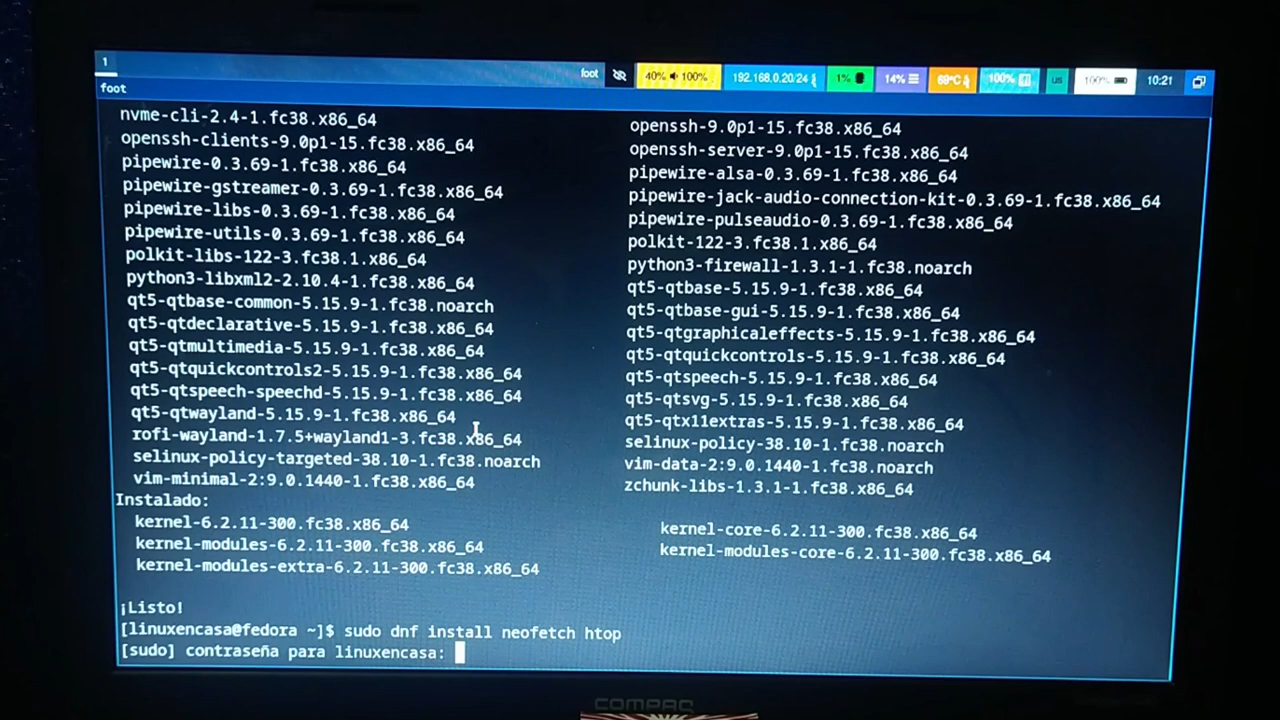 1
foot 40% 100% 192.168.0.20/24 1% 14% 69°C 100% us 100% 10:21
foot
nvme-cli-2.4-1.fc38.x86_64 openssh-9.0p1-15.fc38.x86_64
openssh-clients-9.0p1-15.fc38.x86_64 openssh-server-9.0p1-15.fc38.x86_64
pipewire-0.3.69-1.fc38.x86_64 pipewire-alsa-0.3.69-1.fc38.x86_64
pipewire-gstreamer-0.3.69-1.fc38.x86_64 pipewire-jack-audio-connection-kit-0.3.69-1.fc38.x86_64
pipewire-libs-0.3.69-1.fc38.x86_64 pipewire-pulseaudio-0.3.69-1.fc38.x86_64
pipewire-utils-0.3.69-1.fc38.x86_64 polkit-122-3.fc38.1.x86_64
polkit-libs-122-3.fc38.1.x86_64 python3-firewall-1.3.1-1.fc38.noarch
python3-libxml2-2.10.4-1.fc38.x86_64 qt5-qtbase-5.15.9-1.fc38.x86_64
qt5-qtbase-common-5.15.9-1.fc38.noarch qt5-qtbase-gui-5.15.9-1.fc38.x86_64
qt5-qtdeclarative-5.15.9-1.fc38.x86_64 qt5-qtgraphicaleffects-5.15.9-1.fc38.x86_64
qt5-qtmultimedia-5.15.9-1.fc38.x86_64 qt5-qtquickcontrols-5.15.9-1.fc38.x86_64
qt5-qtquickcontrols2-5.15.9-1.fc38.x86_64 qt5-qtspeech-5.15.9-1.fc38.x86_64
qt5-qtspeech-speechd-5.15.9-1.fc38.x86_64 qt5-qtsvg-5.15.9-1.fc38.x86_64
qt5-qtwayland-5.15.9-1.fc38.x86_64 qt5-qtx11extras-5.15.9-1.fc38.x86_64
rofi-wayland-1.7.5+wayland1-3.fc38.x86_64 selinux-policy-38.10-1.fc38.noarch
selinux-policy-targeted-38.10-1.fc38.noarch vim-data-2:9.0.1440-1.fc38.noarch
vim-minimal-2:9.0.1440-1.fc38.x86_64 zchunk-libs-1.3.1-1.fc38.x86_64
Instalado:
kernel-6.2.11-300.fc38.x86_64 kernel-core-6.2.11-300.fc38.x86_64
kernel-modules-6.2.11-300.fc38.x86_64 kernel-modules-core-6.2.11-300.fc38.x86_64
kernel-modules-extra-6.2.11-300.fc38.x86_64
¡Listo!
[linuxencasa@fedora ~]$ sudo dnf install neofetch htop
[sudo] contraseña para linuxencasa:
COMPAQ